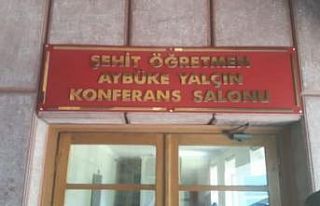 ŞEHİT ÖĞRETMEN
AYBÜKE YALÇIN
KONFERANS SALONU